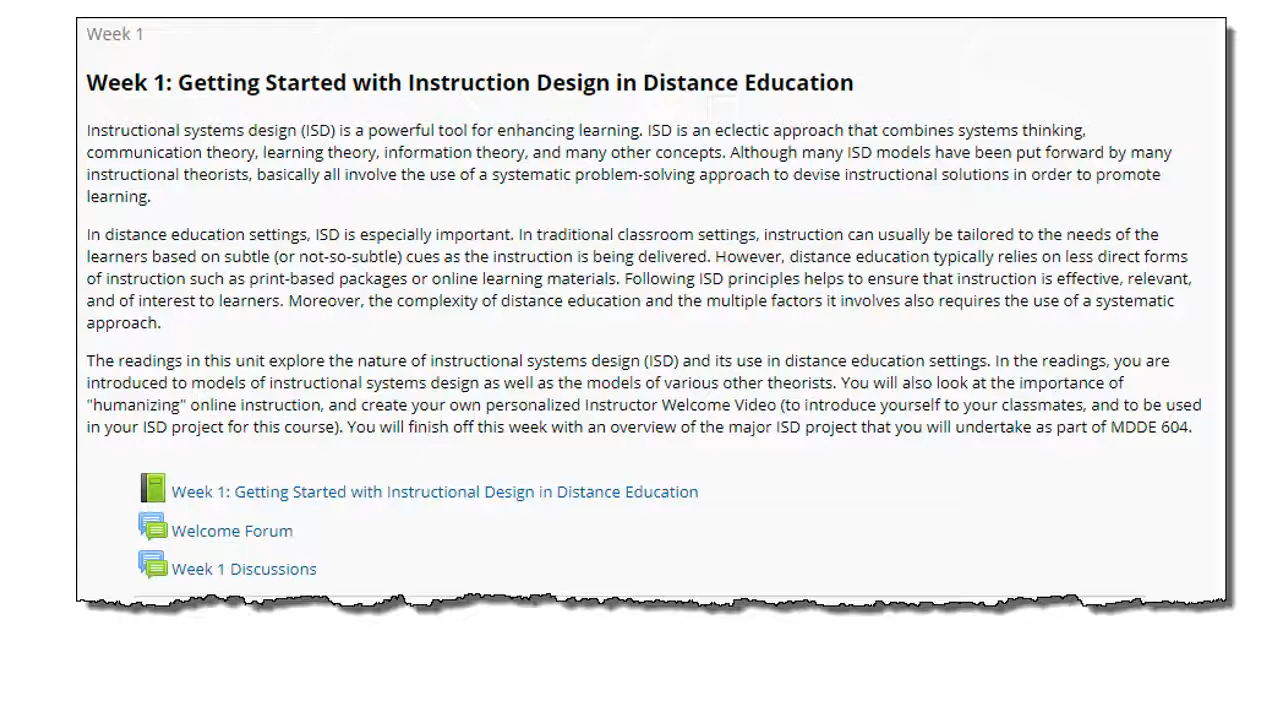 Week 1
Week 1: Getting Started with Instruction Design in Distance Education
Instructional systems design (ISD) is a powerful tool for enhancing learning. ISD is an eclectic approach that combines systems thinking,
communication theory, learning theory, information theory, and many other concepts. Although many ISD models have been put forward by many
instructional theorists, basically all involve the use of a systematic problem-solving approach to devise instructional solutions in order to promote
learning.
In distance education settings, ISD is especially important. In traditional classroom settings, instruction can usually be tailored to the needs of the
learners based on subtle (or not-so-subtle) cues as the instruction is being delivered. However, distance education typically relies on less direct forms
of instruction such as print-based packages or online learning materials. Following ISD principles helps to ensure that instruction is effective, relevant,
and of interest to learners. Moreover, the complexity of distance education and the multiple factors it involves also requires the use of a systematic
approach.
The readings in this unit explore the nature of instructional systems design (ISD) and its use in distance education settings. In the readings, you are
introduced to models of instructional systems design as well as the models of various other theorists. You will also look at the importance of
"humanizing" online instruction, and create your own personalized Instructor Welcome Video (to introduce yourself to your classmates, and to be used
in your ISD project for this course). You will finish off this week with an overview of the major ISD project that you will undertake as part of MDDE 604.
Week 1: Getting Started with Instructional Design in Distance Education
Welcome Forum
Week 1 Discussions